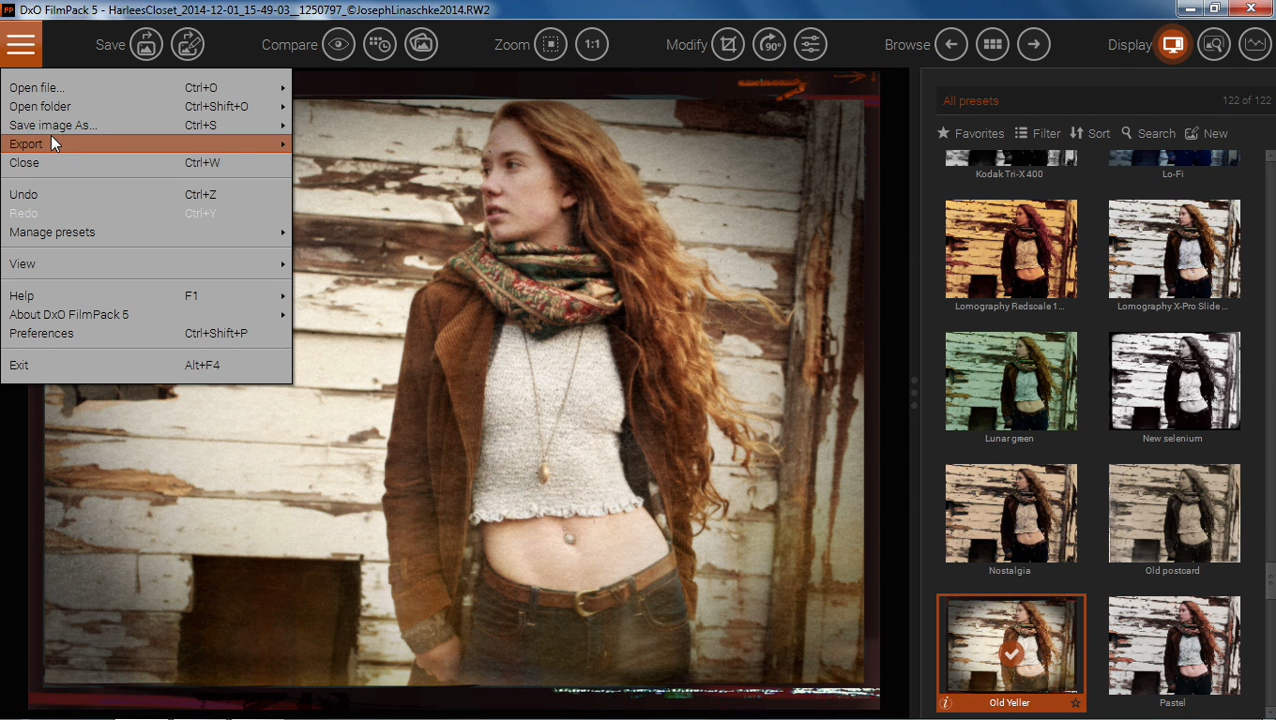 FP DxO FilmPack 5 - HarleesCloset_2014-12-01_15-49-03__1250797_©JosephLinaschke2014.RW2
Save Compare Zoom 1:1 Modify 90° Browse Display
Open file... Ctrl+O
Open folder Ctrl+Shift+O
Save image As... Ctrl+S
Export
Close Ctrl+W
Undo Ctrl+Z
Redo Ctrl+Y
Manage presets
View
Help F1
About DxO FilmPack 5
Preferences Ctrl+Shift+P
Exit Alt+F4
All presets 122 of 122
Favorites Filter Sort Search New
Kodak Tri-X 400 Lo-Fi
Lomography Redscale 1... Lomography X-Pro Slide ...
Lunar green New selenium
Nostalgia Old postcard
Old Yeller Pastel